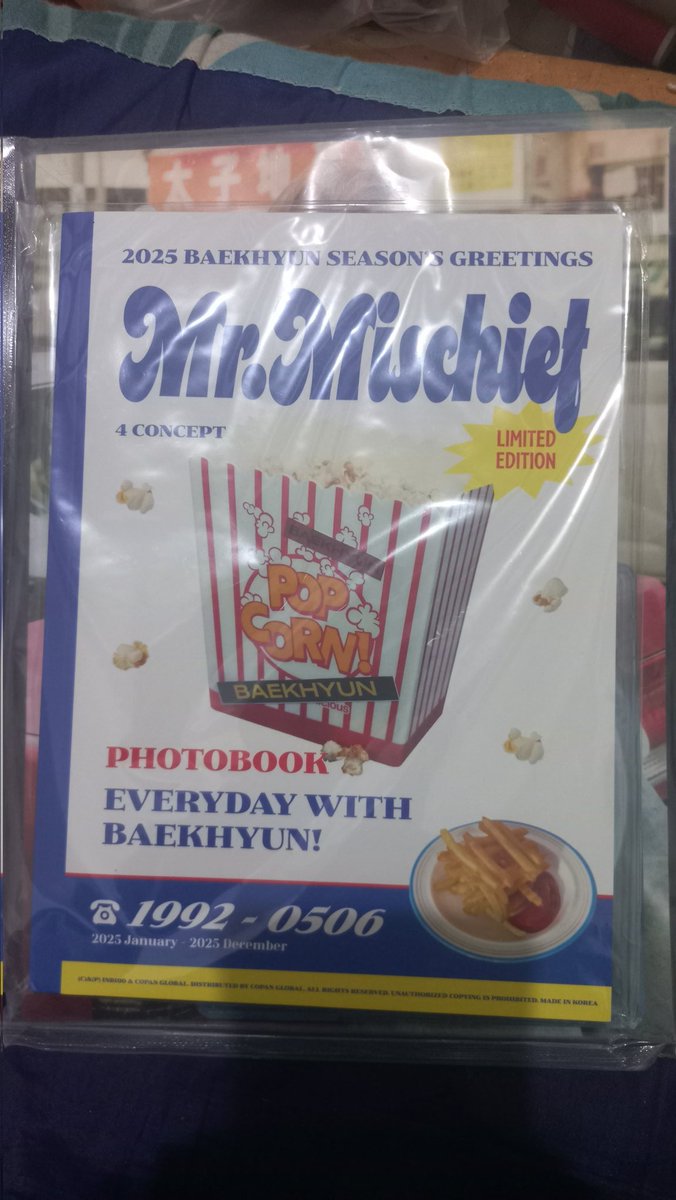 大子
2025 BAEKHYUN SEASON'S GREETINGS
Mr. Mischief
4 CONCEPT
LIMITED
EDITION
POP
CORN!
BAEKHYUN
PHOTOBOOK
EVERYDAY WITH
BAEKHYUN!
☎ 1992 - 0506
2025 January - 2025 December
(C)&(P) INB100 & COPAN GLOBAL. DISTRIBUTED BY COPAN GLOBAL. ALL RIGHTS RESERVED. UNAUTHORIZED COPYING IS PROHIBITED. MADE IN KOREA